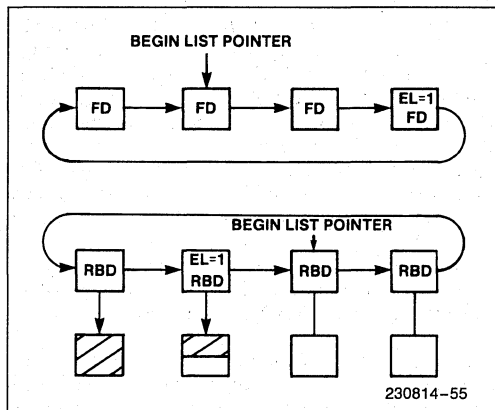 BEGIN LIST POINTER
FD
FD
FD
EL=1
FD
BEGIN LIST POINTER
RBD
EL=1
RBD
RBD
RBD
230814-55